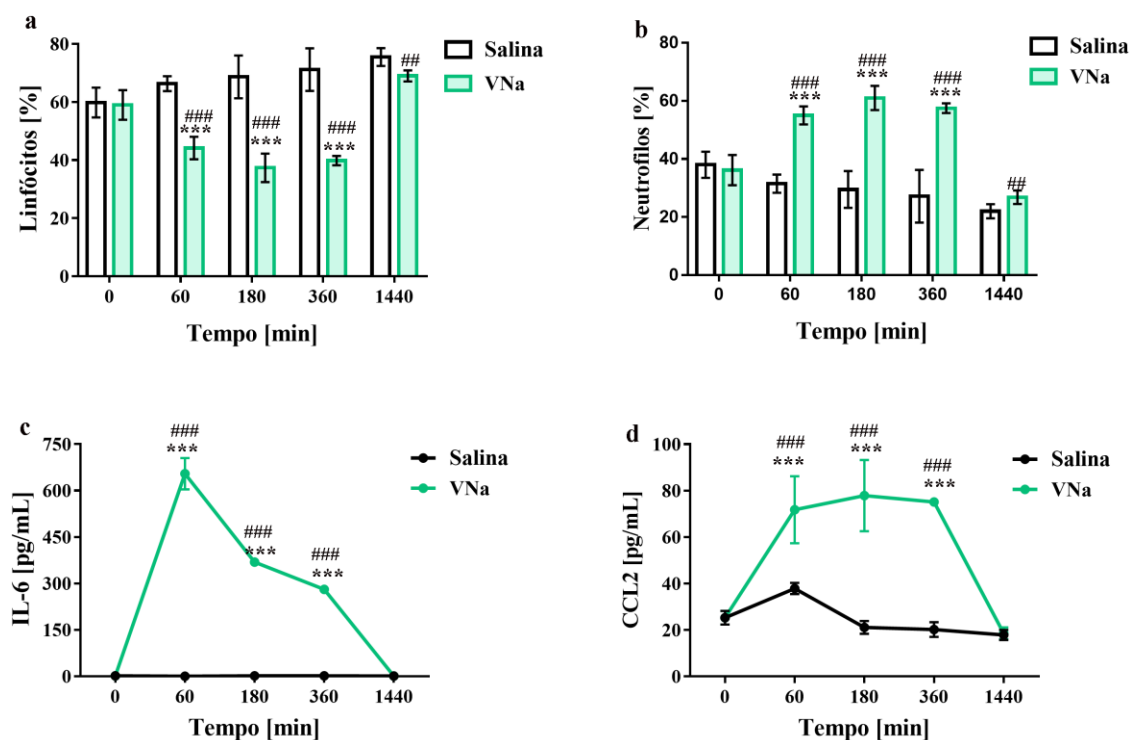 a
Linfócitos [%]
80
60
40
20
0
###
***
###
***
###
***
##
0 60 180 360 1440
Tempo [min]
Salina
VNa
b
Neutrofilos [%]
80
60
40
20
0
###
***
###
***
###
***
##
0 60 180 360 1440
Tempo [min]
Salina
VNa
c
IL-6 [pg/mL]
750
600
450
300
150
0
###
***
###
***
###
***
0 60 180 360 1440
Tempo [min]
Salina
VNa
d
CCL2 [pg/mL]
100
80
60
40
20
0
###
***
###
***
###
***
0 60 180 360 1440
Tempo [min]
Salina
VNa